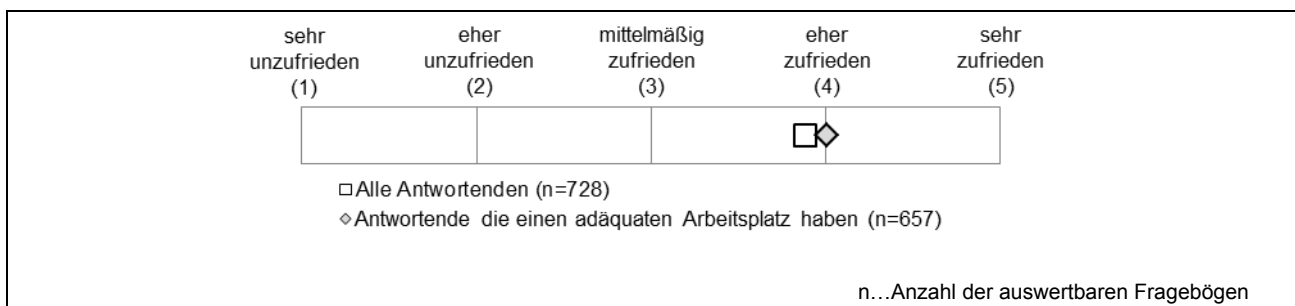 sehr unzufrieden (1)
eher unzufrieden (2)
mittelmäßig zufrieden (3)
eher zufrieden (4)
sehr zufrieden (5)
Alle Antwortenden (n=728)
Antwortende die einen adäquaten Arbeitsplatz haben (n=657)
n…Anzahl der auswertbaren Fragebögen